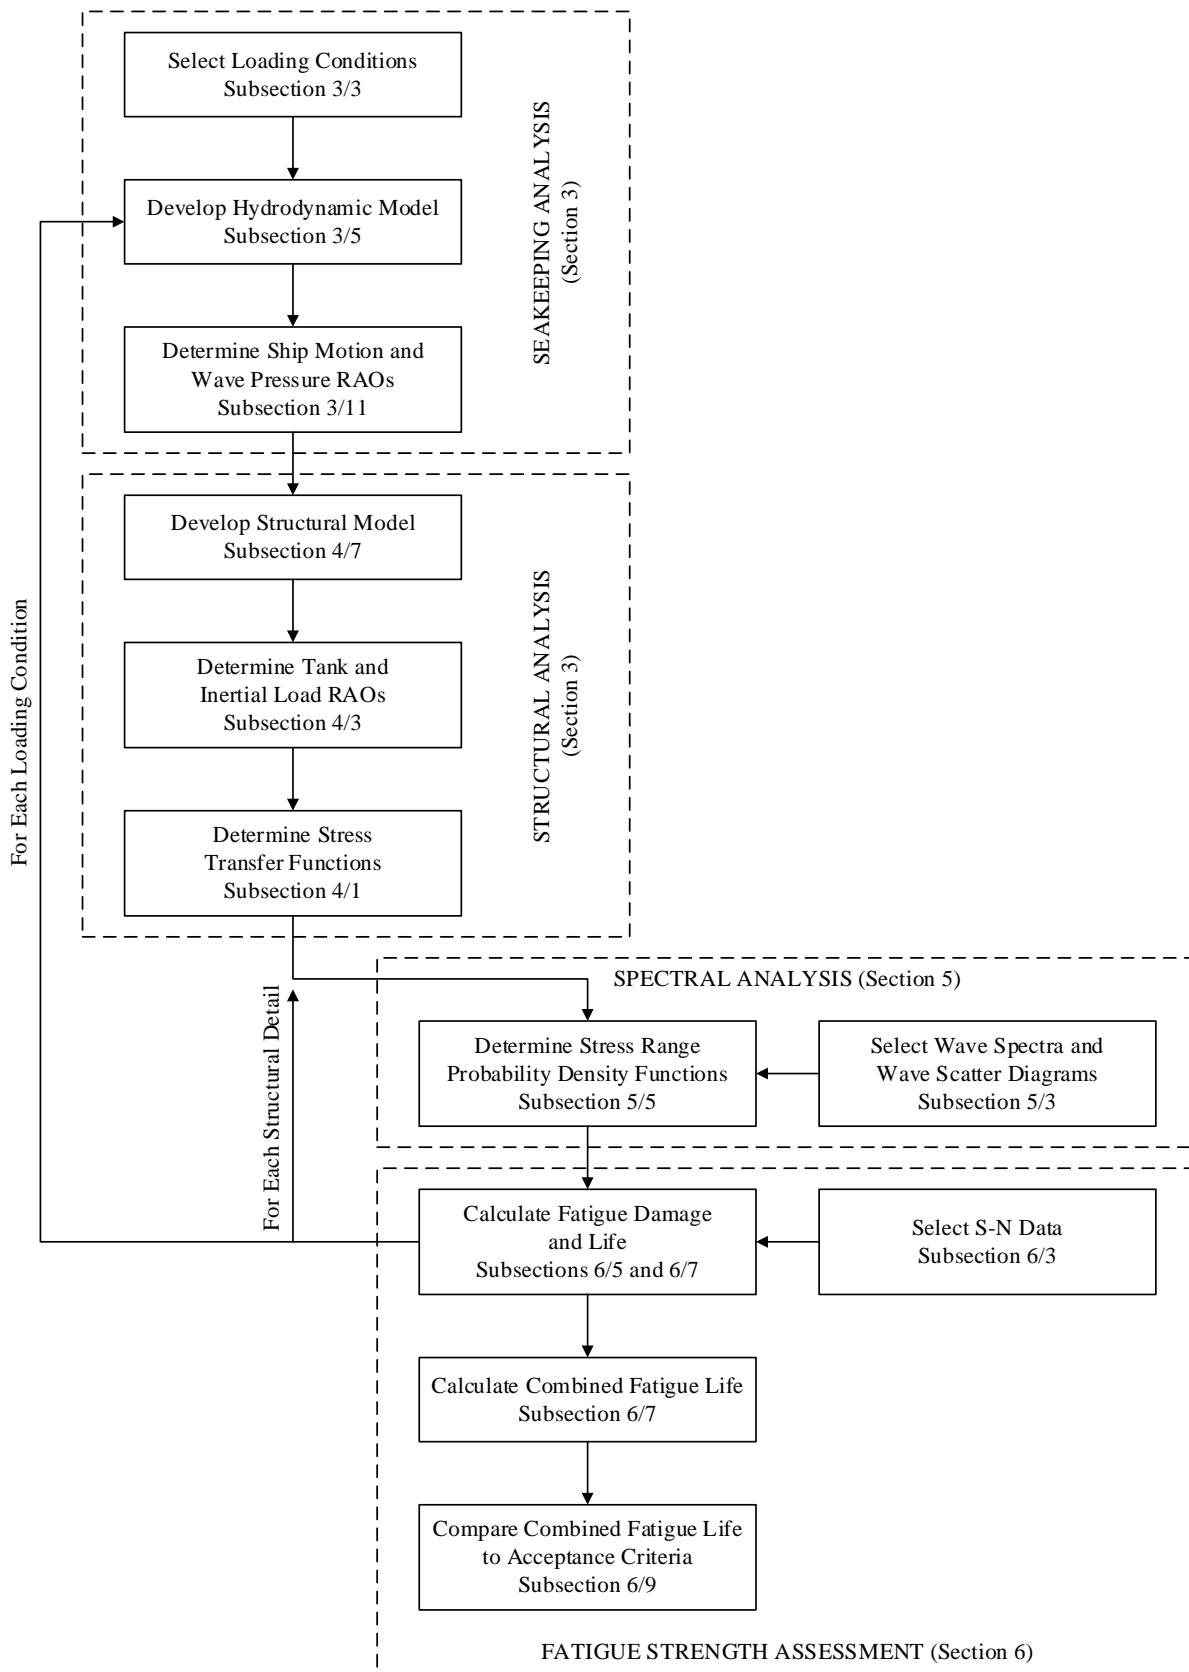 Select Loading Conditions
Subsection 3/3
Develop Hydrodynamic Model
Subsection 3/5
Determine Ship Motion and
Wave Pressure RAOs
Subsection 3/11
SEAKEEPING ANALYSIS
(Section 3)
Develop Structural Model
Subsection 4/7
Determine Tank and
Inertial Load RAOs
Subsection 4/3
Determine Stress
Transfer Functions
Subsection 4/1
STRUCTURAL ANALYSIS
(Section 3)
For Each Loading Condition
For Each Structural Detail
SPECTRAL ANALYSIS (Section 5)
Determine Stress Range
Probability Density Functions
Subsection 5/5
Select Wave Spectra and
Wave Scatter Diagrams
Subsection 5/3
Calculate Fatigue Damage
and Life
Subsections 6/5 and 6/7
Select S-N Data
Subsection 6/3
Calculate Combined Fatigue Life
Subsection 6/7
Compare Combined Fatigue Life
to Acceptance Criteria
Subsection 6/9
FATIGUE STRENGTH ASSESSMENT (Section 6)